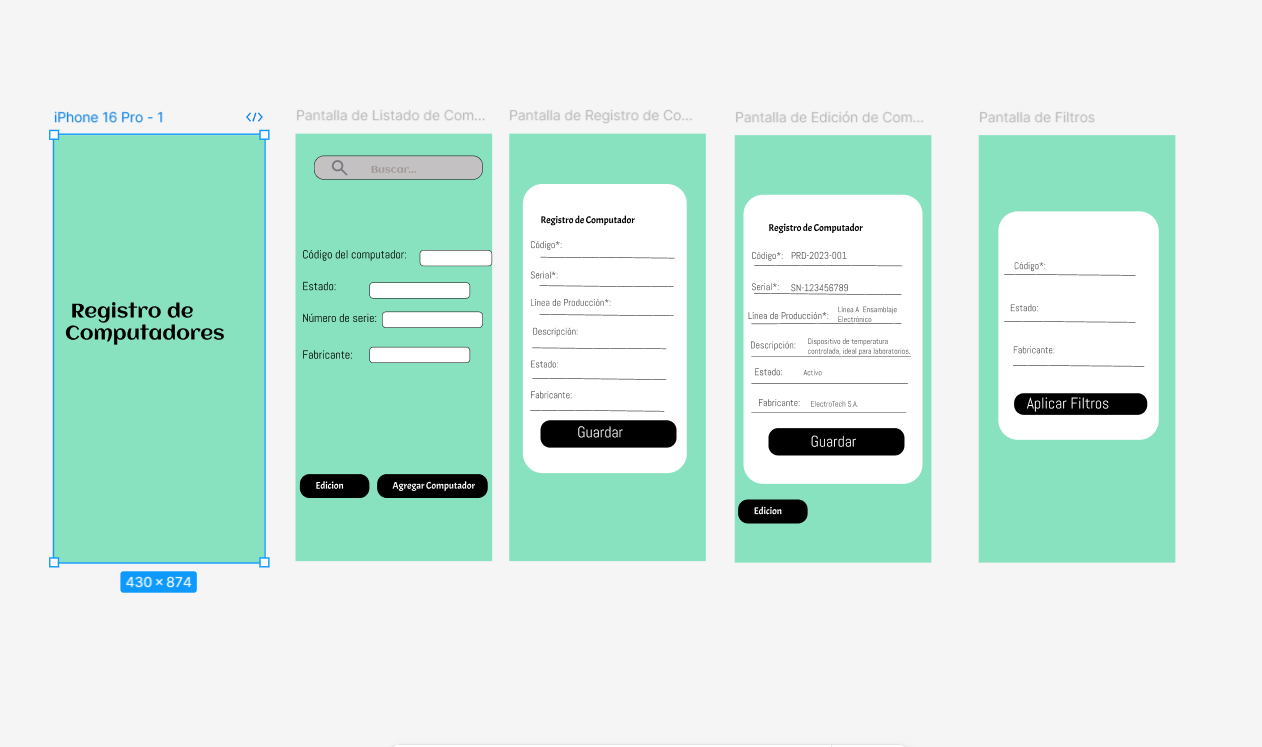 iPhone 16 Pro - 1
Registro de
Computadores
430 × 874
Pantalla de Listado de Com...
Buscar...
Código del computador:
Estado:
Número de serie:
Fabricante:
Edicion
Agregar Computador
Pantalla de Registro de Co...
Registro de Computador
Código*:
Serial*:
Línea de Producción*:
Descripción:
Estado:
Fabricante:
Guardar
Pantalla de Edición de Com...
Registro de Computador
Código*: PRD-2023-001
Serial*: SN-123456789
Línea de Producción*: Línea A Ensamblaje
Electrónico
Descripción: Dispositivo de temperatura
controlada, ideal para laboratorios.
Estado: Activo
Fabricante: ElectroTech S.A.
Guardar
Edicion
Pantalla de Filtros
Código*:
Estado:
Fabricante:
Aplicar Filtros